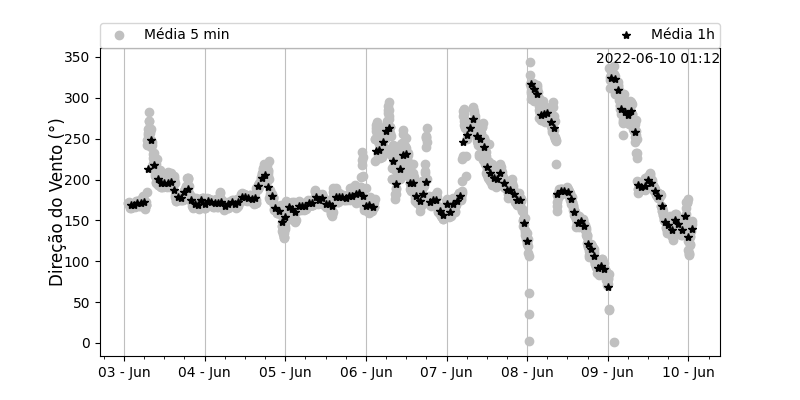 Média 5 min
Média 1h
2022-06-10 01:12
Direção do Vento (°)
350
300
250
200
150
100
50
0
03 - Jun
04 - Jun
05 - Jun
06 - Jun
07 - Jun
08 - Jun
09 - Jun
10 - Jun